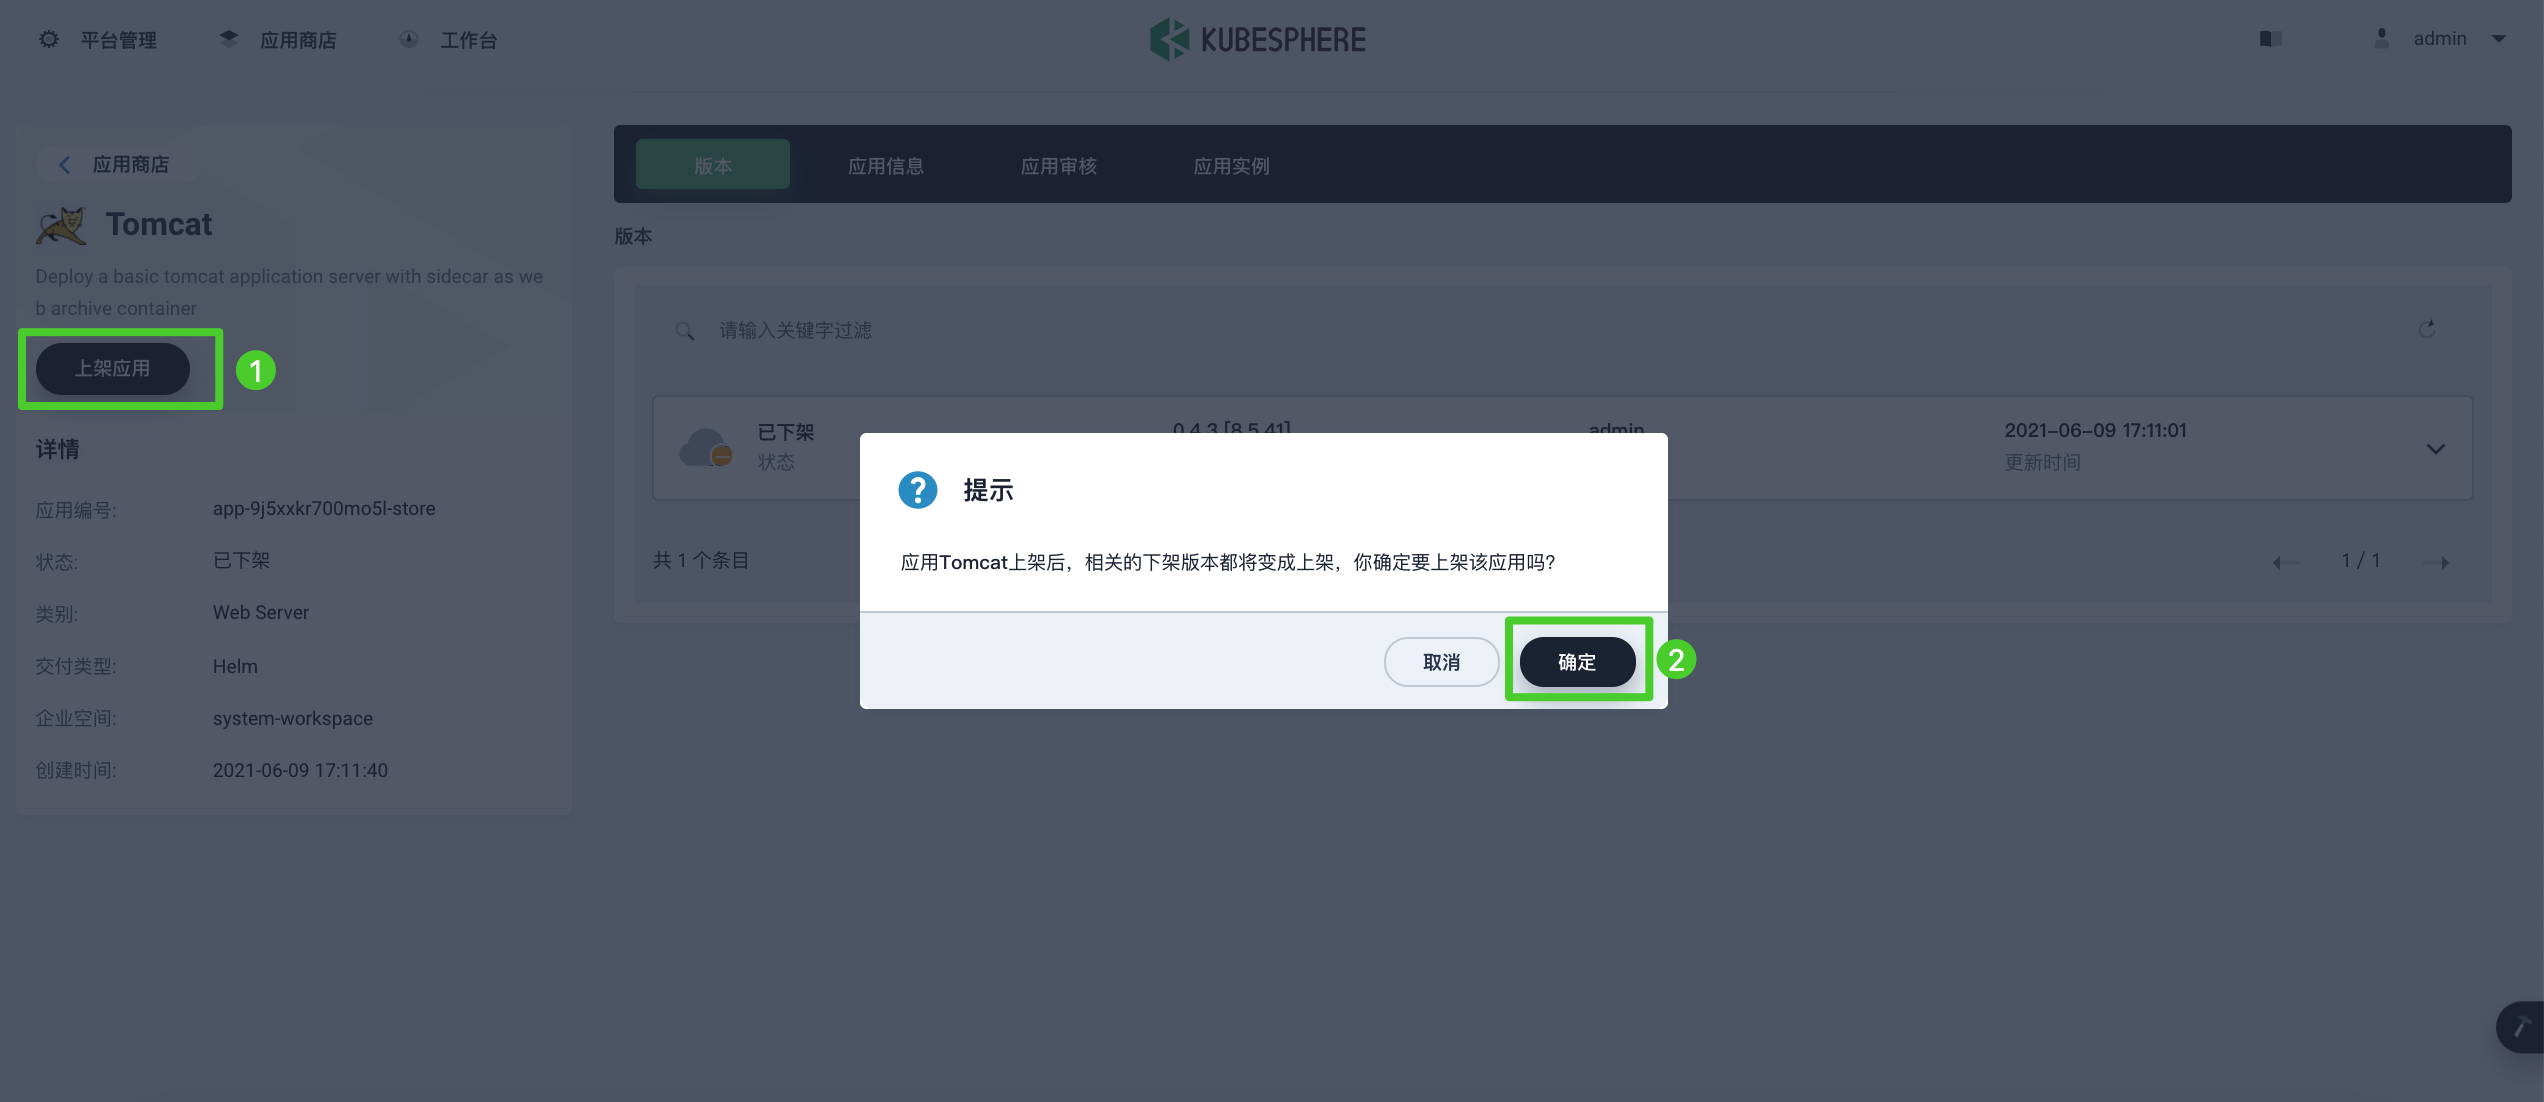 平台管理
应用商店
工作台
KUBESPHERE
admin
应用商店
Tomcat
Deploy a basic tomcat application server with sidecar as we
b archive container
上架应用
1
详情
应用编号: app-9j5xxkr700mo5l-store
状态: 已下架
类别: Web Server
交付类型: Helm
企业空间: system-workspace
创建时间: 2021-06-09 17:11:40
版本
应用信息
应用审核
应用实例
版本
请输入关键字过滤
已下架
状态
0.4.3 [8.5.41]
admin
2021-06-09 17:11:01
更新时间
共 1 个条目
1 / 1
提示
应用Tomcat上架后，相关的下架版本都将变成上架，你确定要上架该应用吗?
取消
确定
2